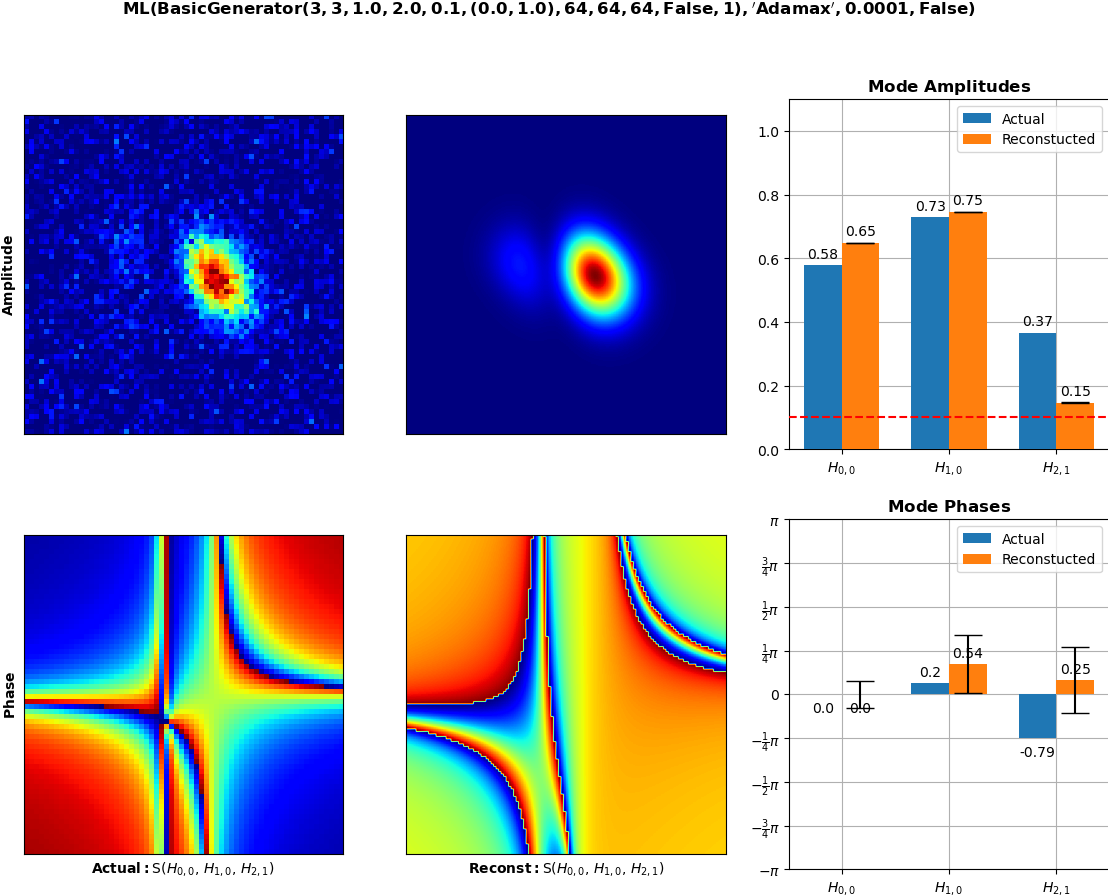 ML(BasicGenerator(3, 3, 1.0, 2.0, 0.1, (0.0, 1.0), 64, 64, 64, False, 1), 'Adamax', 0.0001, False)
Amplitude
Mode Amplitudes
Actual
Reconstucted
1.0
0.8
0.6
0.4
0.2
0.0
0.58
0.65
0.73
0.75
0.37
0.15
H0,0
H1,0
H2,1
Phase
Actual: S(H0,0, H1,0, H2,1)
Reconst: S(H0,0, H1,0, H2,1)
Mode Phases
Actual
Reconstucted
π
3/4π
1/2π
1/4π
0
−1/4π
−1/2π
−3/4π
−π
0.0
-0.0
0.2
0.54
-0.79
0.25
H0,0
H1,0
H2,1